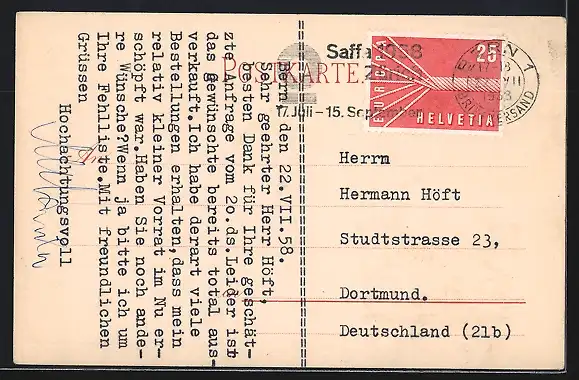 Bern, den 22.VII.58.
Sehr geehrter Herr Höft,
besten Dank für Ihre geschät-
zte Anfrage vom 20.ds.Leider ist
das gewünschte bereits total aus-
verkauft.Ich habe derart viele
Bestellungen erhalten,dass mein
relativ kleiner Vorrat im Nu er-
schöpft war.Haben Sie noch ande-
re Wünsche?Wenn ja bitte ich um
Ihre Fehlliste.Mit freundlichen
Grüssen
Hochachtungsvoll
POSTKARTE
Saffa 1958
17. Juli - 15. September
BERN 1
BRIEFVERSAND
EUROPA
25
HELVETIA
Herrn
Hermann Höft
Studtstrasse 23,
Dortmund.
Deutschland (21b)